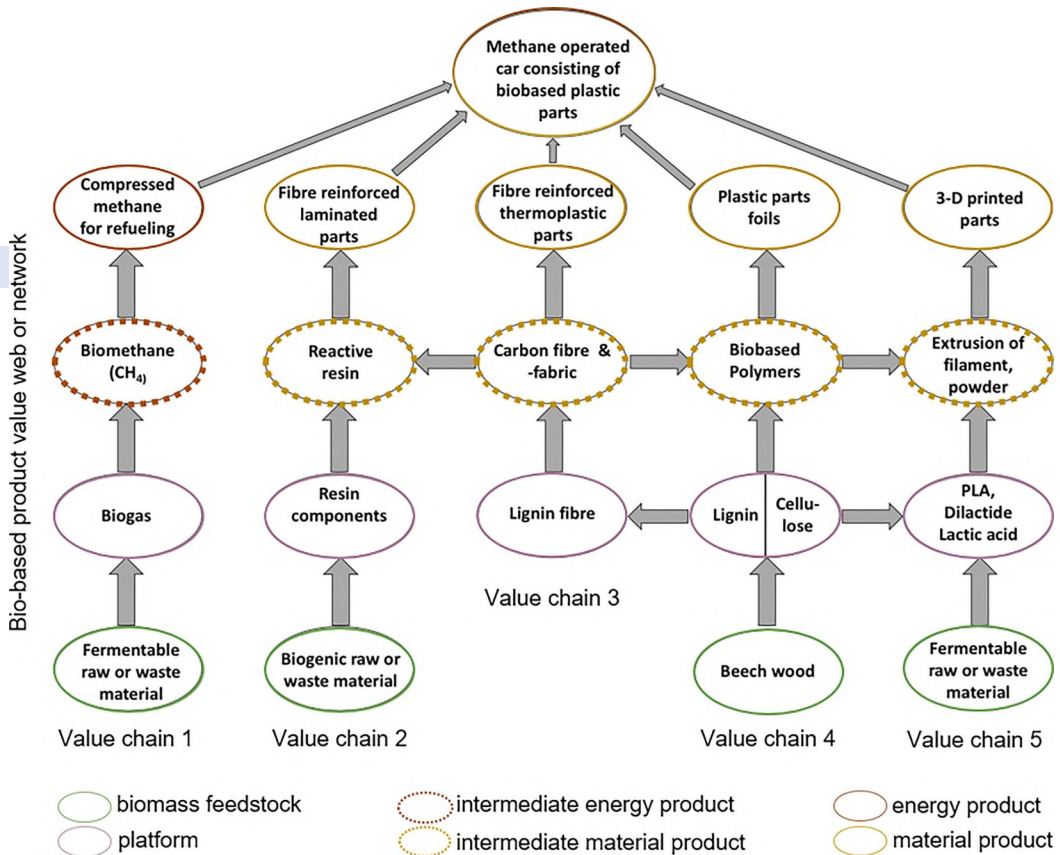 Methane operated
car consisting of
biobased plastic
parts
Compressed
methane
for refueling
Fibre reinforced
laminated
parts
Fibre reinforced
thermoplastic
parts
Plastic parts
foils
3-D printed
parts
Bio-based product value web or network
Biomethane
(CH4)
Reactive
resin
Carbon fibre &
-fabric
Biobased
Polymers
Extrusion of
filament,
powder
Biogas
Resin
components
Lignin fibre
Lignin
Cellu-
lose
PLA,
Dilactide
Lactic acid
Value chain 3
Fermentable
raw or waste
material
Biogenic raw or
waste material
Beech wood
Fermentable
raw or waste
material
Value chain 1
Value chain 2
Value chain 4
Value chain 5
biomass feedstock
intermediate energy product
energy product
platform
intermediate material product
material product